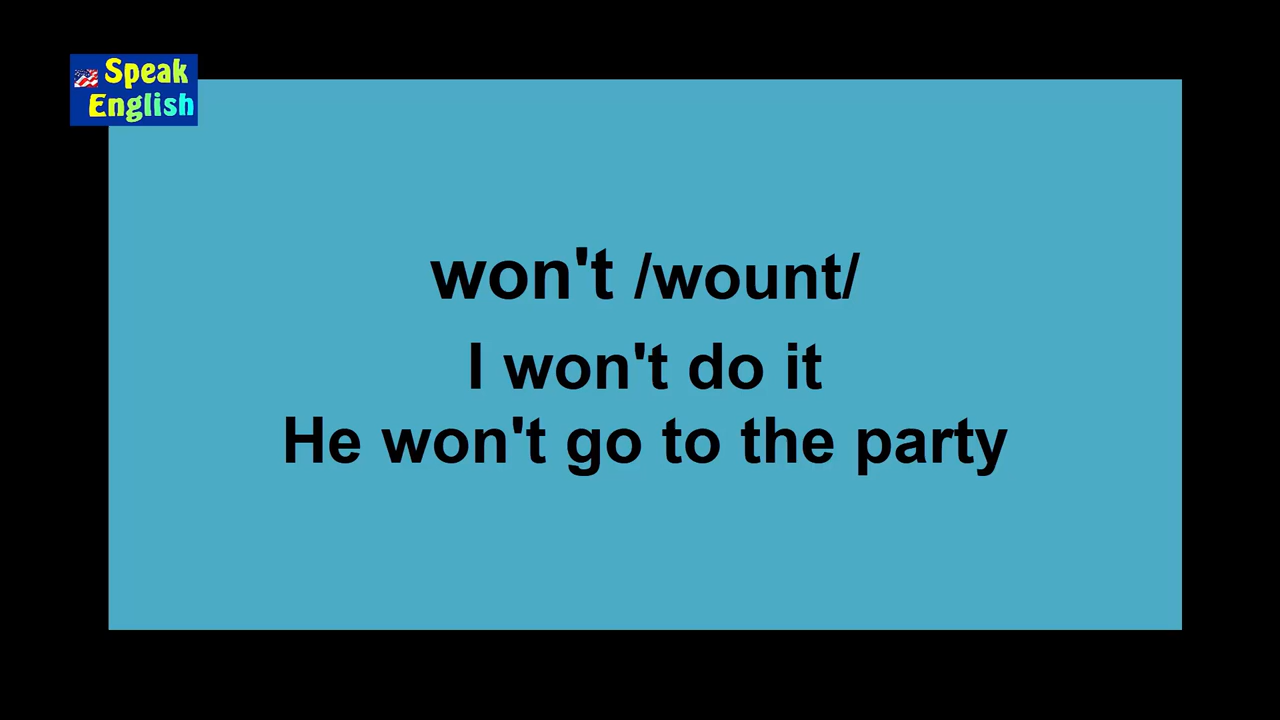 Speak
English
won't /wount/
I won't do it
He won't go to the party